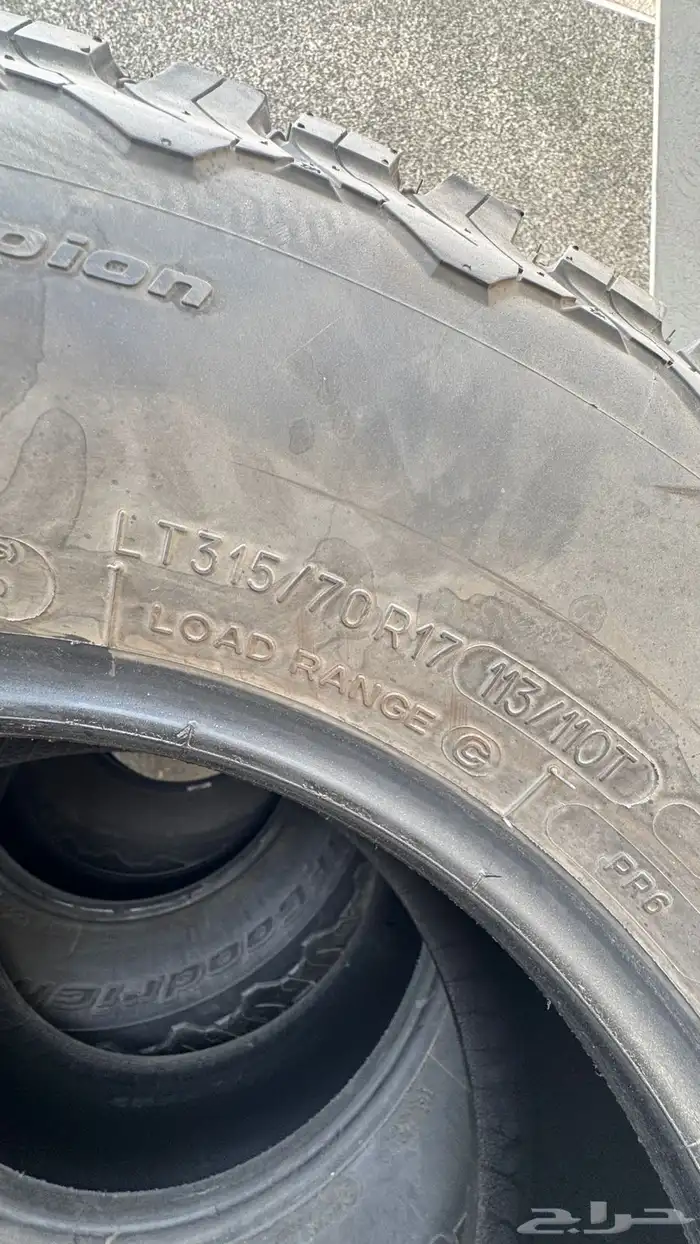 pion
LT315/70R17 113/110T
LOAD RANGE C
PR6
Goodrich
حراج